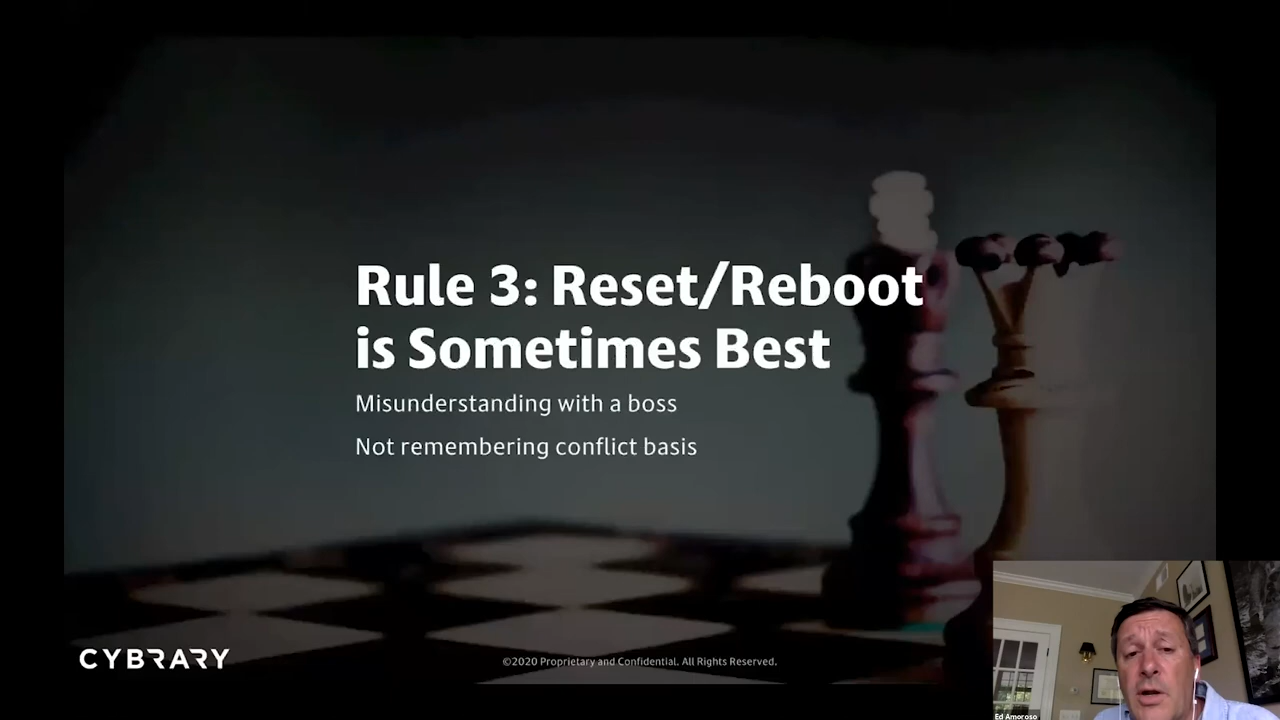 Rule 3: Reset/Reboot
is Sometimes Best
Misunderstanding with a boss
Not remembering conflict basis
CYBRARY
©2020 Proprietary and Confidential. All Rights Reserved.
Ed Amoroso